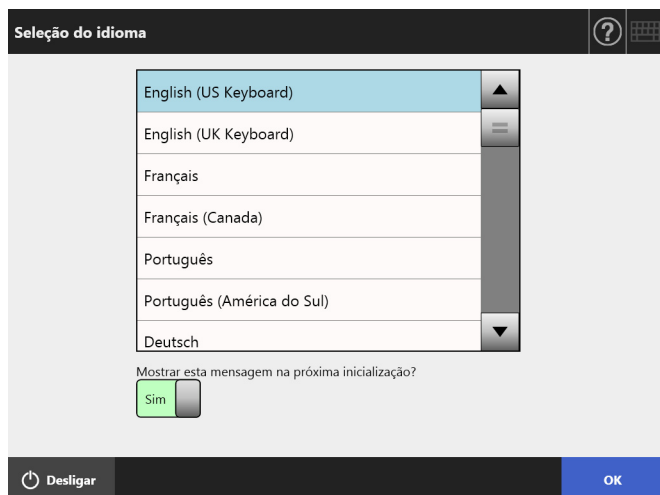 Seleção do idioma
?
English (US Keyboard)
English (UK Keyboard)
Français
Français (Canada)
Português
Português (América do Sul)
Deutsch
Mostrar esta mensagem na próxima inicialização?
Sim
Desligar
OK